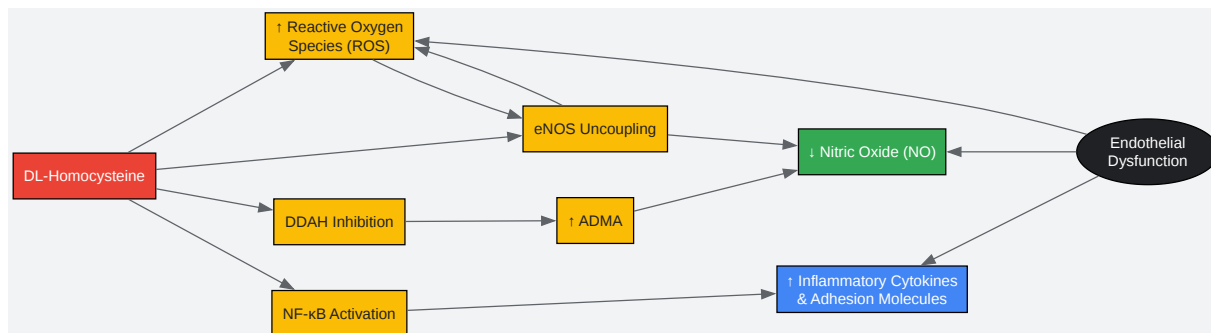 ↑ Reactive Oxygen
Species (ROS)
eNOS Uncoupling
↓ Nitric Oxide (NO)
Endothelial
Dysfunction
DL-Homocysteine
DDAH Inhibition
↑ ADMA
↑ Inflammatory Cytokines
& Adhesion Molecules
NF-κB Activation